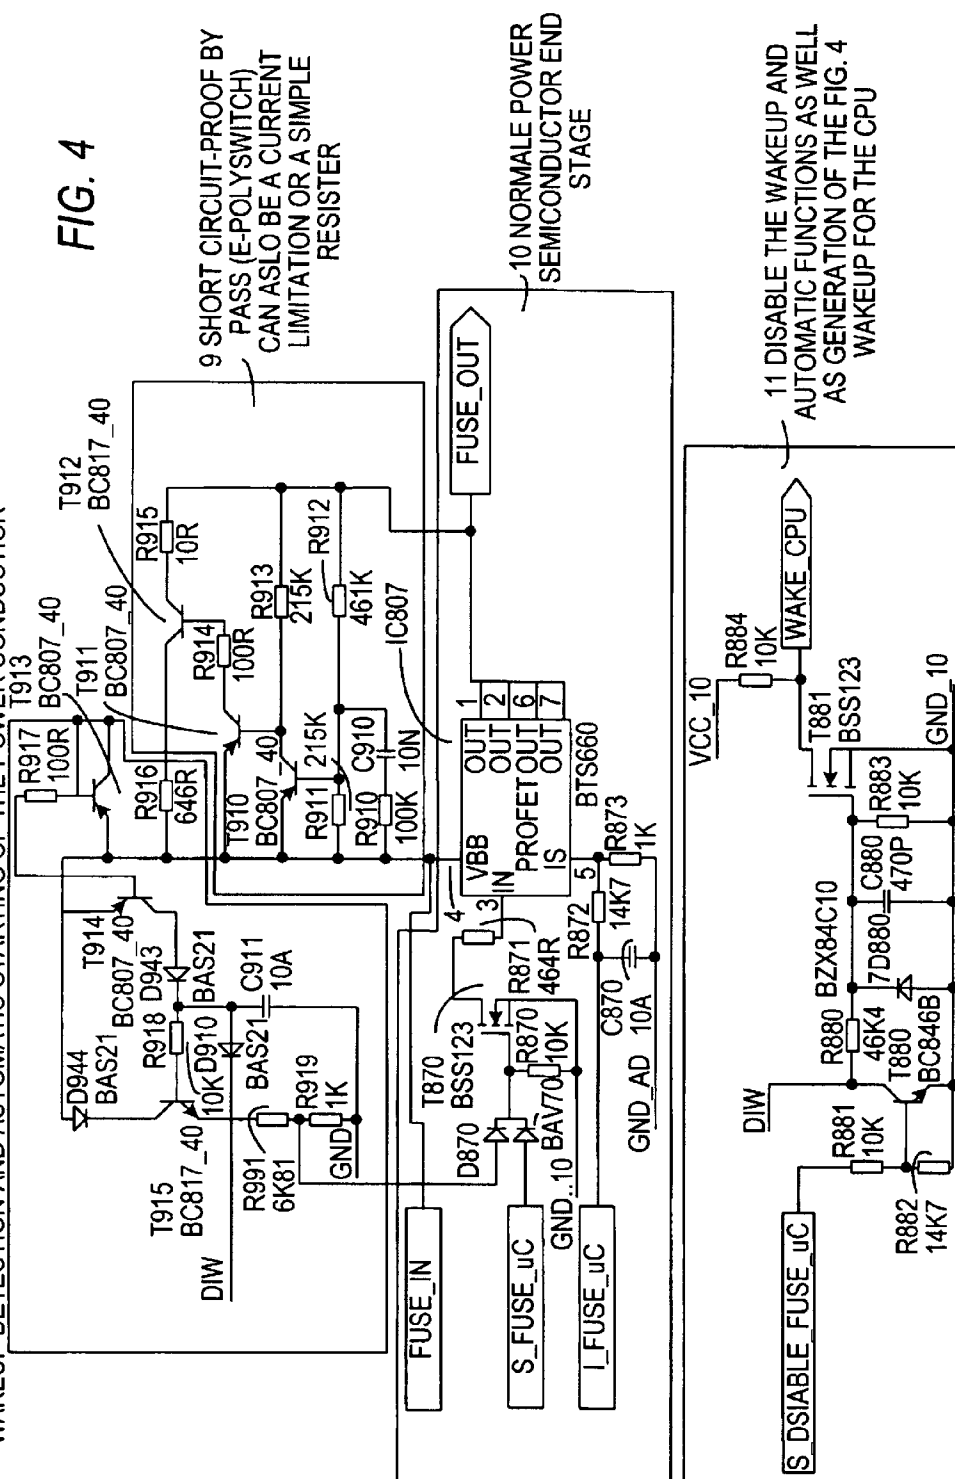 FIG. 4
WAKEUP DETECTION AND AUTOMATIC STARTING OF THE POWER CONDUCTION
9 SHORT CIRCUIT-PROOF BY
PASS (E-POLYSWITCH)
CAN ASLO BE A CURRENT
LIMITATION OR A SIMPLE
RESISTER
10 NORMALE POWER
SEMICONDUCTOR END
STAGE
11 DISABLE THE WAKEUP AND
AUTOMATIC FUNCTIONS AS WELL
AS GENERATION OF THE FIG. 4
WAKEUP FOR THE CPU
R917
100R
T913
BC807_40
T911
BC807_40
T912
BC817_40
R915
10R
R916
646R
R914
100R
R913
215K
R912
461K
T910
BC807_40
R911
215K
R910
100K
C910
10N
T914
BC807_40
D944
BAS21
D943
BAS21
R918
10K
D910
BAS21
C911
10A
T915
BC817_40
R991
6K81
R919
1K
GND
DIW
FUSE_IN
FUSE_OUT
IC807
VBB
IN
PROFET
OUT
OUT
OUT
OUT
IS
1
2
6
7
4
3
5
BTS660
R873
1K
R872
14K7
R871
464R
T870
BSS123
R870
10K
D870
BAV70
C870
10A
GND_AD
GND..10
S_FUSE_uC
I_FUSE_uC
VCC_10
R884
10K
WAKE_CPU
T881
BSS123
GND_10
R883
10K
C880
470P
BZX84C10
7D880
R880
46K4
T880
BC846B
DIW
R881
10K
R882
14K7
S_DSIABLE_FUSE_uC